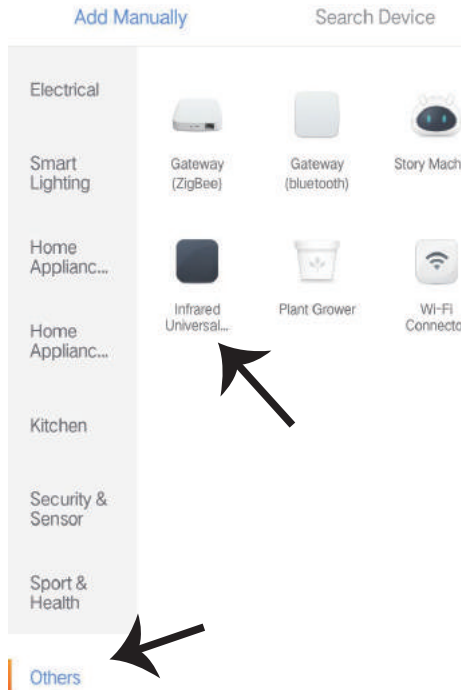 Add Manually
Search Device
Electrical
Smart
Lighting
Home
Applianc...
Home
Applianc...
Kitchen
Security &
Sensor
Sport &
Health
Others
Gateway
(ZigBee)
Gateway
(bluetooth)
Story Mach
Infrared
Universal...
Plant Grower
Wi-Fi
Connecto